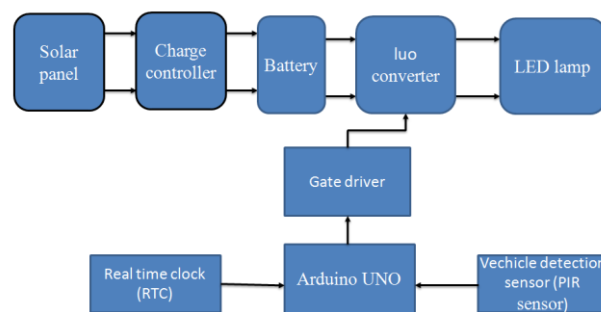 Solar
panel
Charge
controller
Battery
luo
converter
LED lamp
Gate driver
Real time clock
(RTC)
Arduino UNO
Vechicle detection
sensor (PIR
sensor)